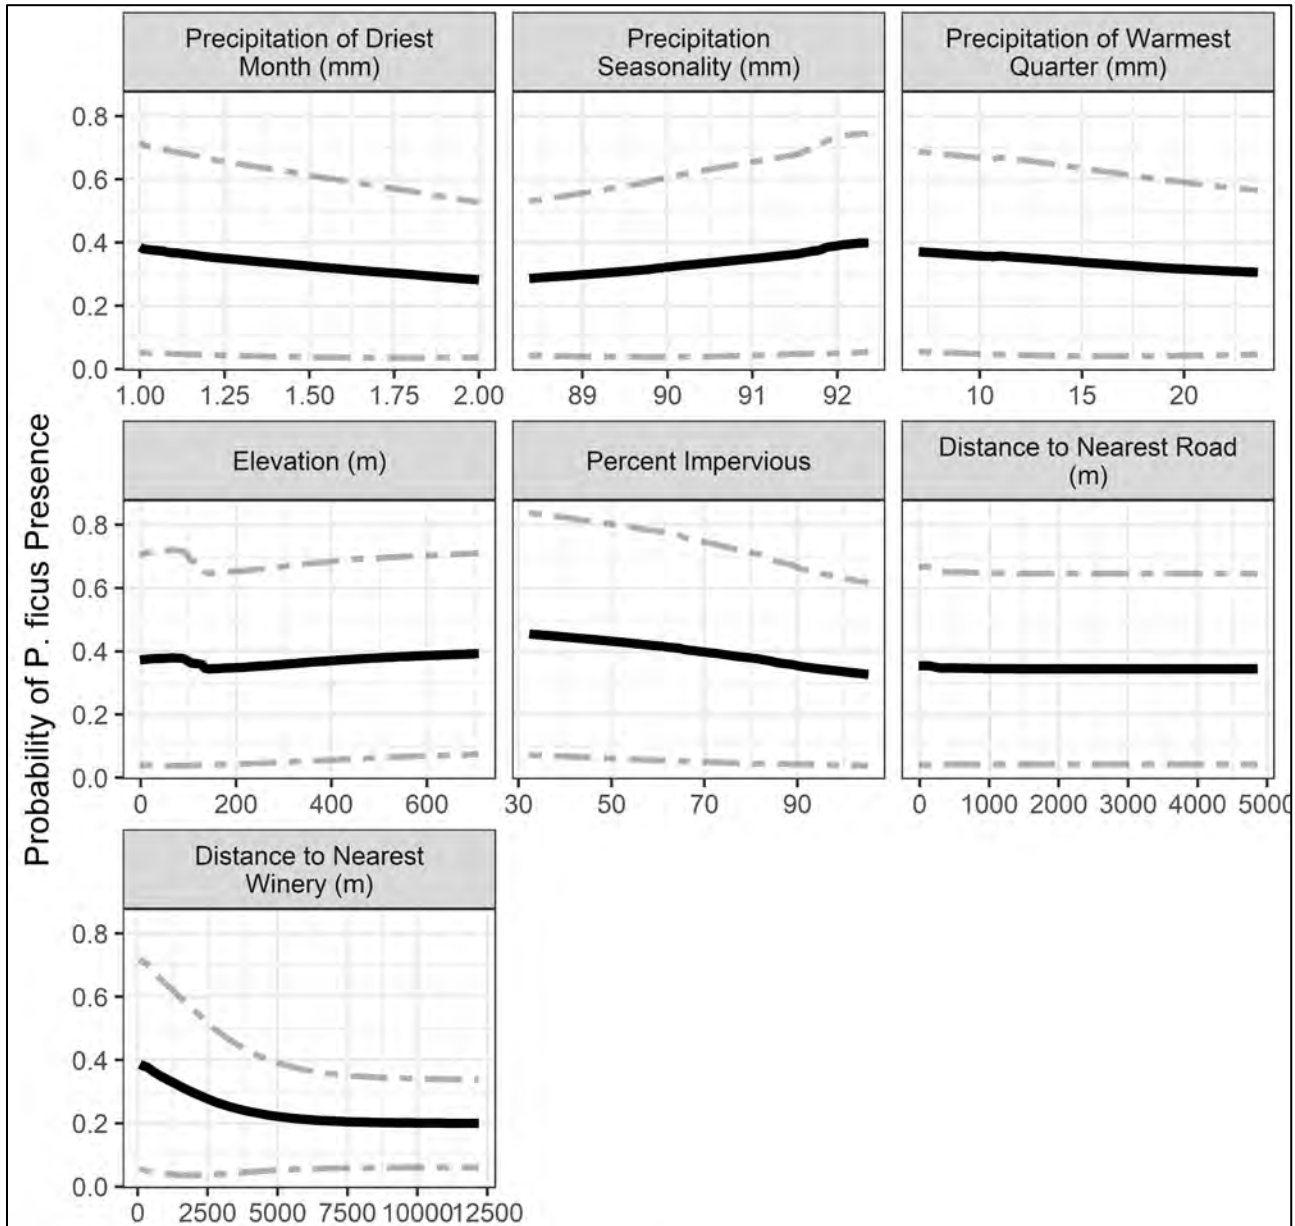 Precipitation of Driest
Month (mm)
Precipitation
Seasonality (mm)
Precipitation of Warmest
Quarter (mm)
0.8
0.6
0.4
0.2
0.0
1.00 1.25 1.50 1.75 2.00
89 90 91 92
10 15 20
Probability of P. ficus Presence
Elevation (m)
Percent Impervious
Distance to Nearest Road
(m)
0.8
0.6
0.4
0.2
0.0
0 200 400 600
30 50 70 90
0 1000 2000 3000 4000 5000
Distance to Nearest
Winery (m)
0.8
0.6
0.4
0.2
0.0
0 2500 5000 7500 10000 12500